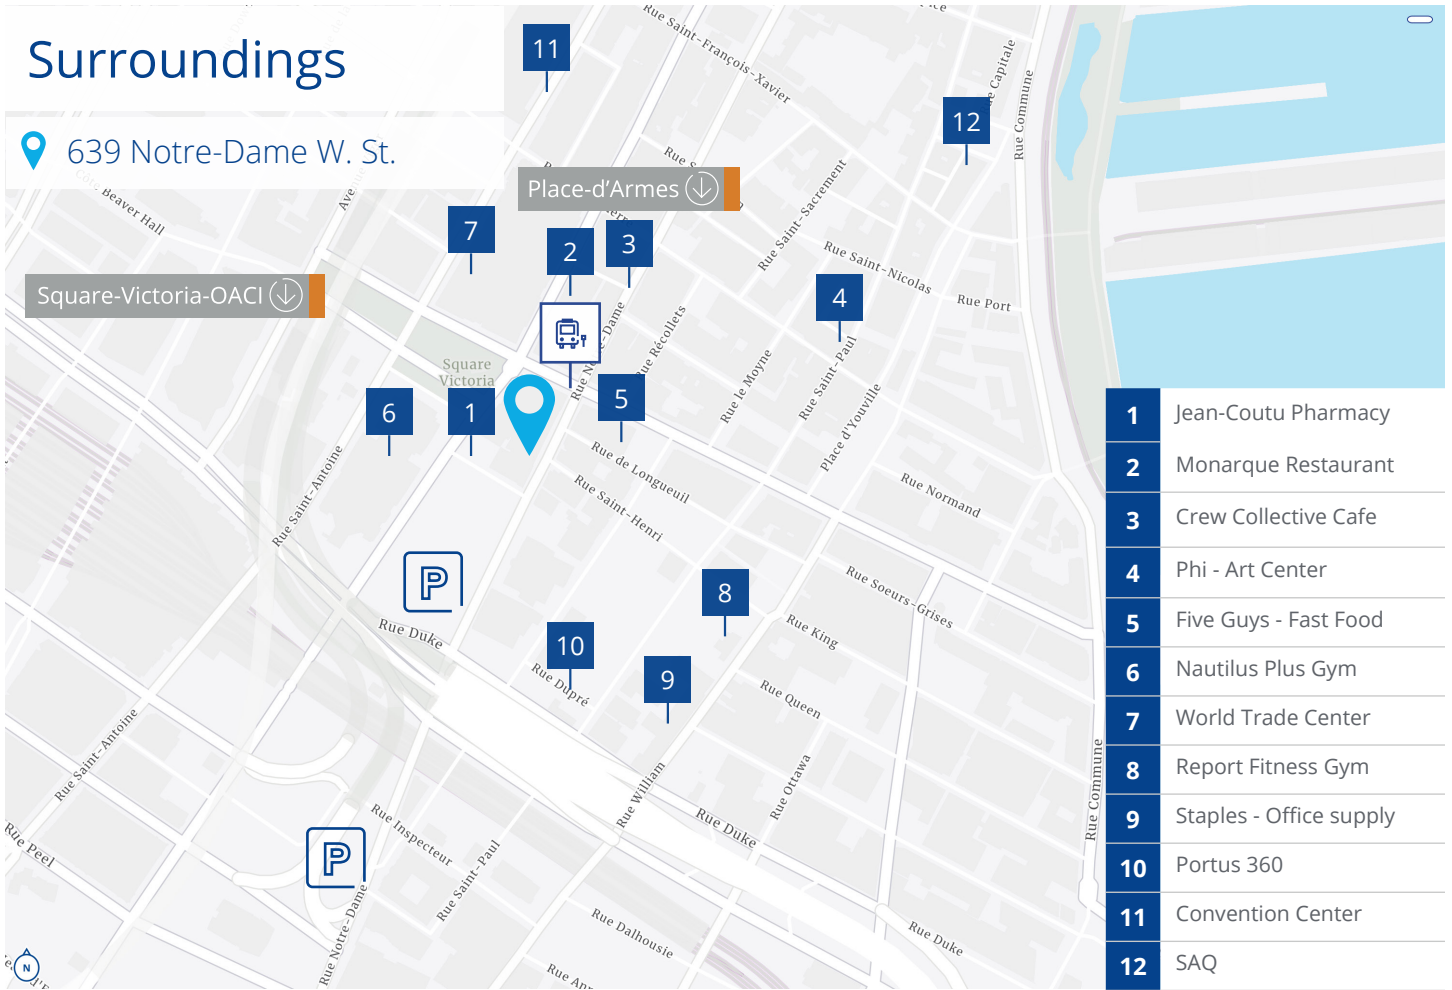 Surroundings
639 Notre-Dame W. St.
11
12
Rue Saint-François-Xavier
Rue Commune
Place-d'Armes
Côte Beaver Hall
Rue Saint-Sacrement
7
2
3
Rue Saint-Nicolas
Square-Victoria-OACI
4
Rue Port
Rue Récollets
Square
Victoria
Rue le Moyne
Rue Saint-Paul
6
1
5
Place d'Youville
Rue de Longueuil
Rue Saint-Antoine
Rue Saint-Henri
Rue Normand
P
8
Rue Soeurs-Grises
Rue Duke
10
Rue King
Rue Dupré
9
Rue Queen
Rue Saint-Antoine
Rue William
Rue Ottawa
Rue Commune
Rue Duke
Rue Inspecteur
Rue Peel
P
Rue Saint-Paul
Rue Notre-Dame
Rue Dalhousie
Rue Duke
N
1 Jean-Coutu Pharmacy
2 Monarque Restaurant
3 Crew Collective Cafe
4 Phi - Art Center
5 Five Guys - Fast Food
6 Nautilus Plus Gym
7 World Trade Center
8 Report Fitness Gym
9 Staples - Office supply
10 Portus 360
11 Convention Center
12 SAQ